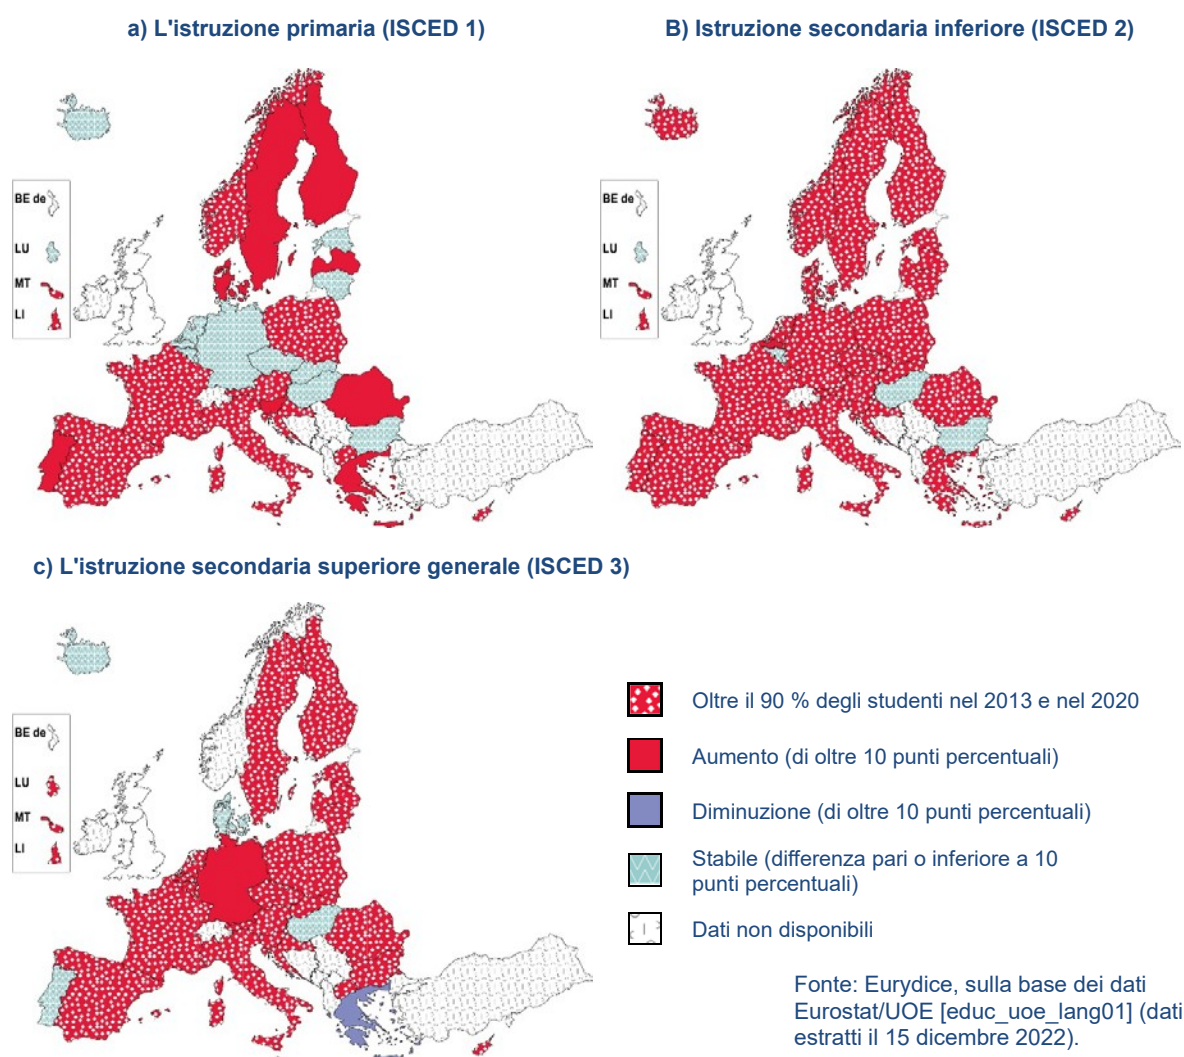 a) L'istruzione primaria (ISCED 1)
B) Istruzione secondaria inferiore (ISCED 2)
BE de
LU
MT
LI
BE de
LU
MT
LI
c) L'istruzione secondaria superiore generale (ISCED 3)
BE de
LU
MT
LI
Oltre il 90 % degli studenti nel 2013 e nel 2020
Aumento (di oltre 10 punti percentuali)
Diminuzione (di oltre 10 punti percentuali)
Stabile (differenza pari o inferiore a 10
punti percentuali)
Dati non disponibili
Fonte: Eurydice, sulla base dei dati
Eurostat/UOE [educ_uoe_lang01] (dati
estratti il 15 dicembre 2022).